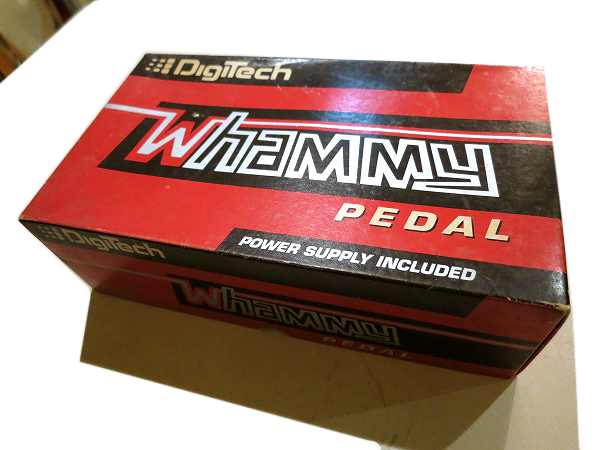 DigiTech
Whammy
PEDAL
POWER SUPPLY INCLUDED
DigiTech
Whammy
PEDAL